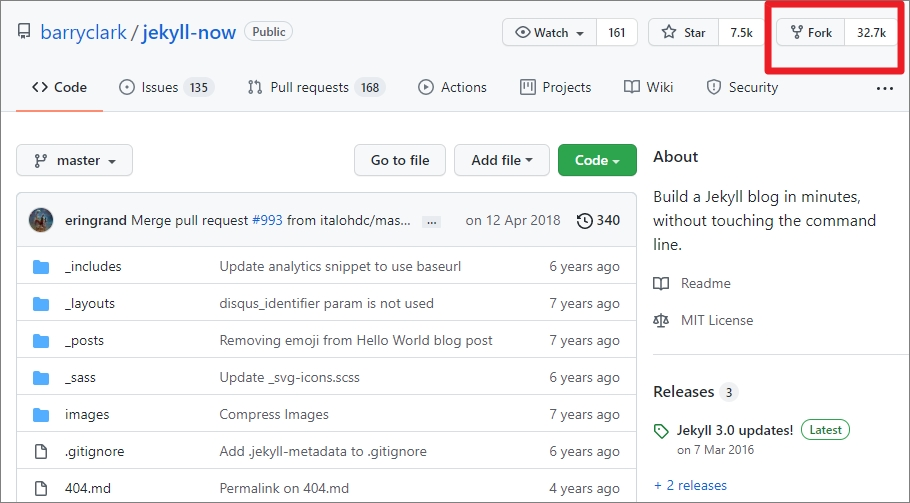 barryclark / jekyll-now Public Watch 161 Star 7.5k Fork 32.7k
<> Code Issues 135 Pull requests 168 Actions Projects Wiki Security ...
master Go to file Add file Code
eringrand Merge pull request #993 from italohdc/mas... ... on 12 Apr 2018 340
_includes Update analytics snippet to use baseurl 6 years ago
_layouts disqus_identifier param is not used 7 years ago
_posts Removing emoji from Hello World blog post 7 years ago
_sass Update _svg-icons.scss 6 years ago
images Compress Images 7 years ago
.gitignore Add .jekyll-metadata to .gitignore 6 years ago
404.md Permalink on 404.md 4 years ago
About
Build a Jekyll blog in minutes,
without touching the command
line.
Readme
MIT License
Releases 3
Jekyll 3.0 updates! Latest
on 7 Mar 2016
+ 2 releases